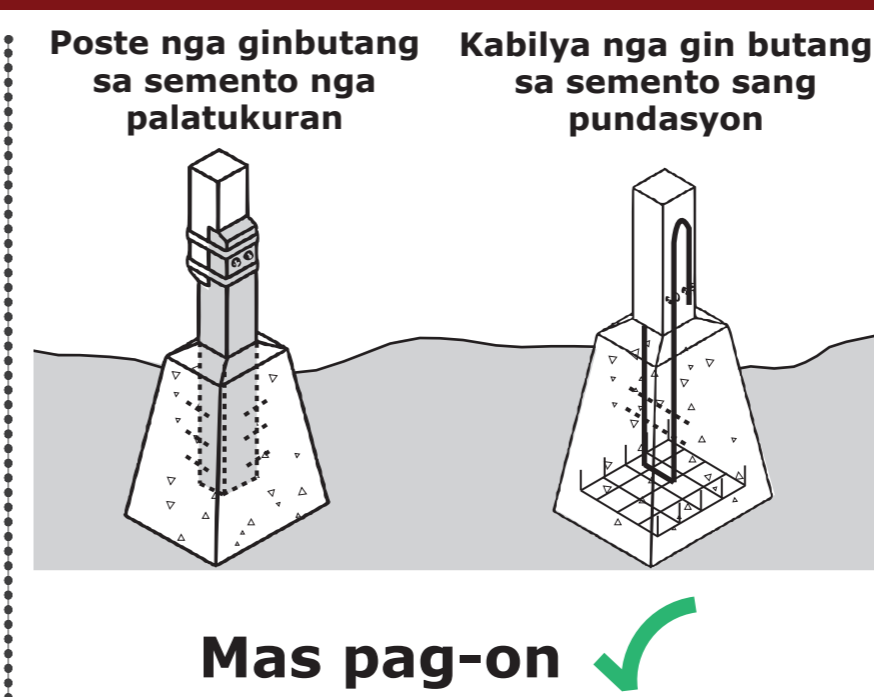 Poste nga ginbutang
sa semento nga
palatukuran
Kabilya nga gin butang
sa semento sang
pundasyon
Mas pag-on